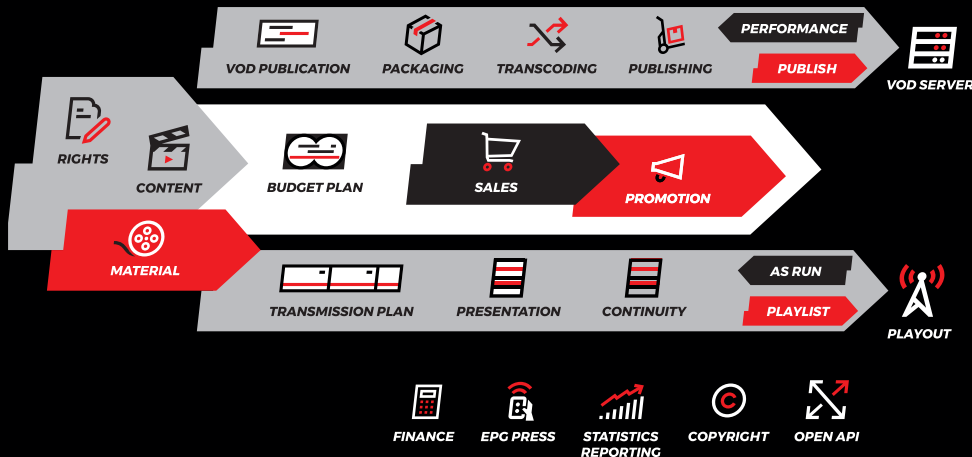 PERFORMANCE
VOD PUBLICATION
PACKAGING
TRANSCODING
PUBLISHING
PUBLISH
VOD SERVER
RIGHTS
CONTENT
BUDGET PLAN
SALES
PROMOTION
MATERIAL
AS RUN
TRANSMISSION PLAN
PRESENTATION
CONTINUITY
PLAYLIST
PLAYOUT
FINANCE
EPG PRESS
STATISTICS
REPORTING
COPYRIGHT
C
OPEN API